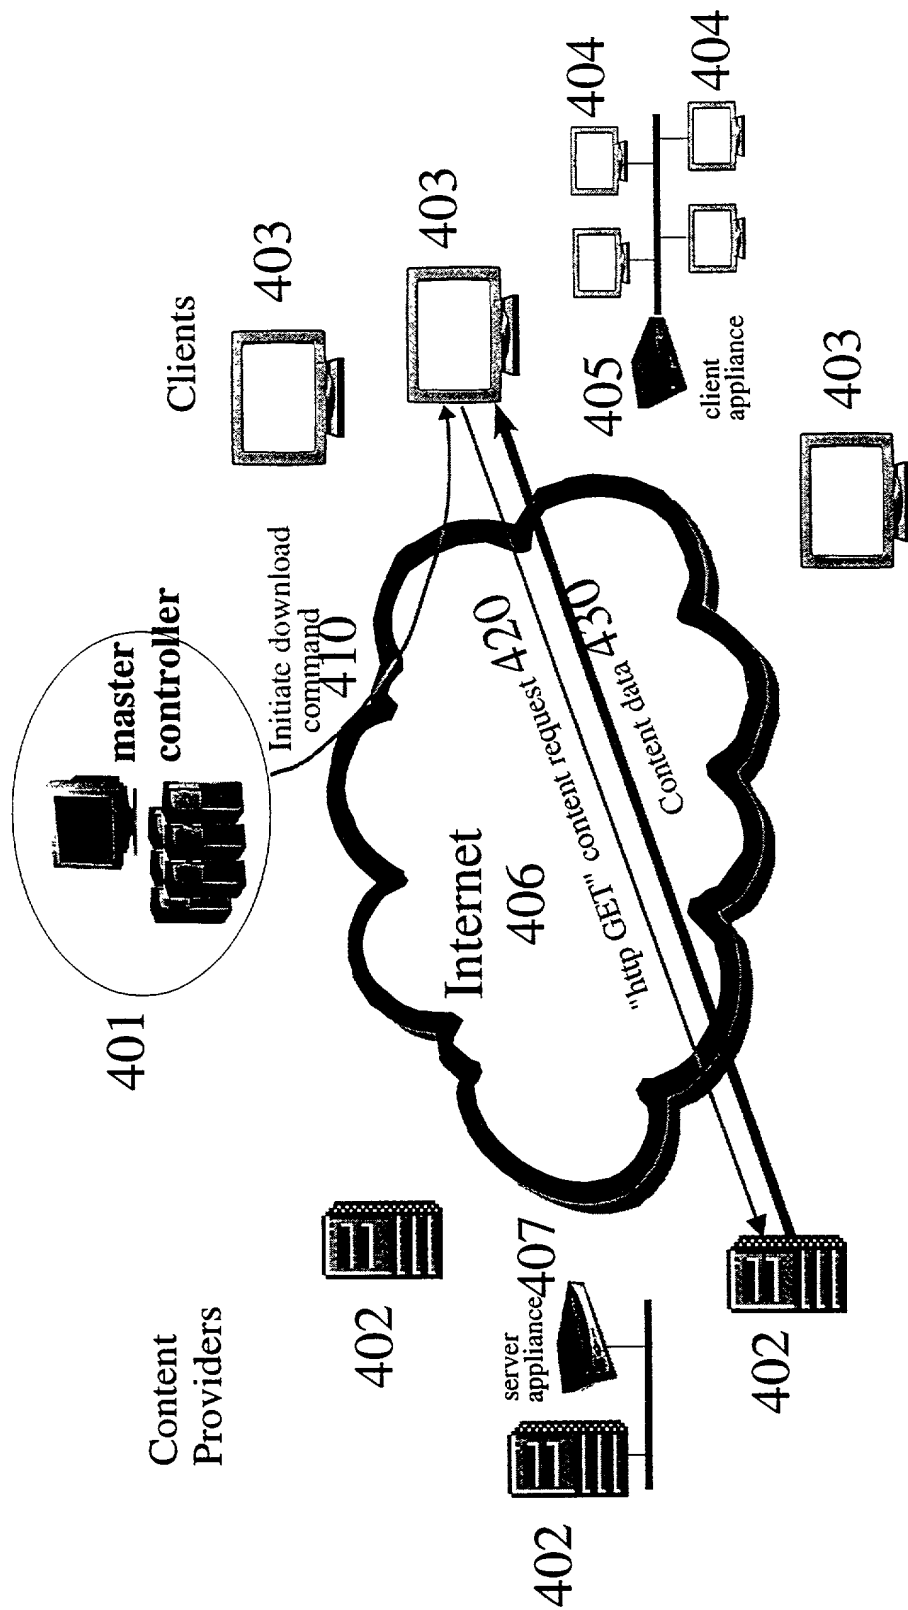 Content
Providers
401
master
controller
Clients
403
402
Initiate download
command
410
403
Internet
406
"http GET" content request 420
Content data 430
server
appliance
407
402
405
client
appliance
404
404
402
403